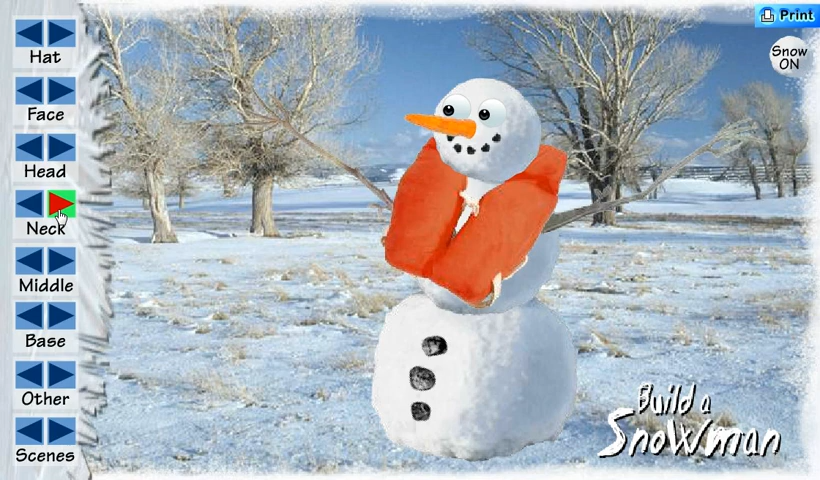 Print
Snow
ON
Hat
Face
Head
Neck
Middle
Base
Other
Scenes
Build a
Snowman